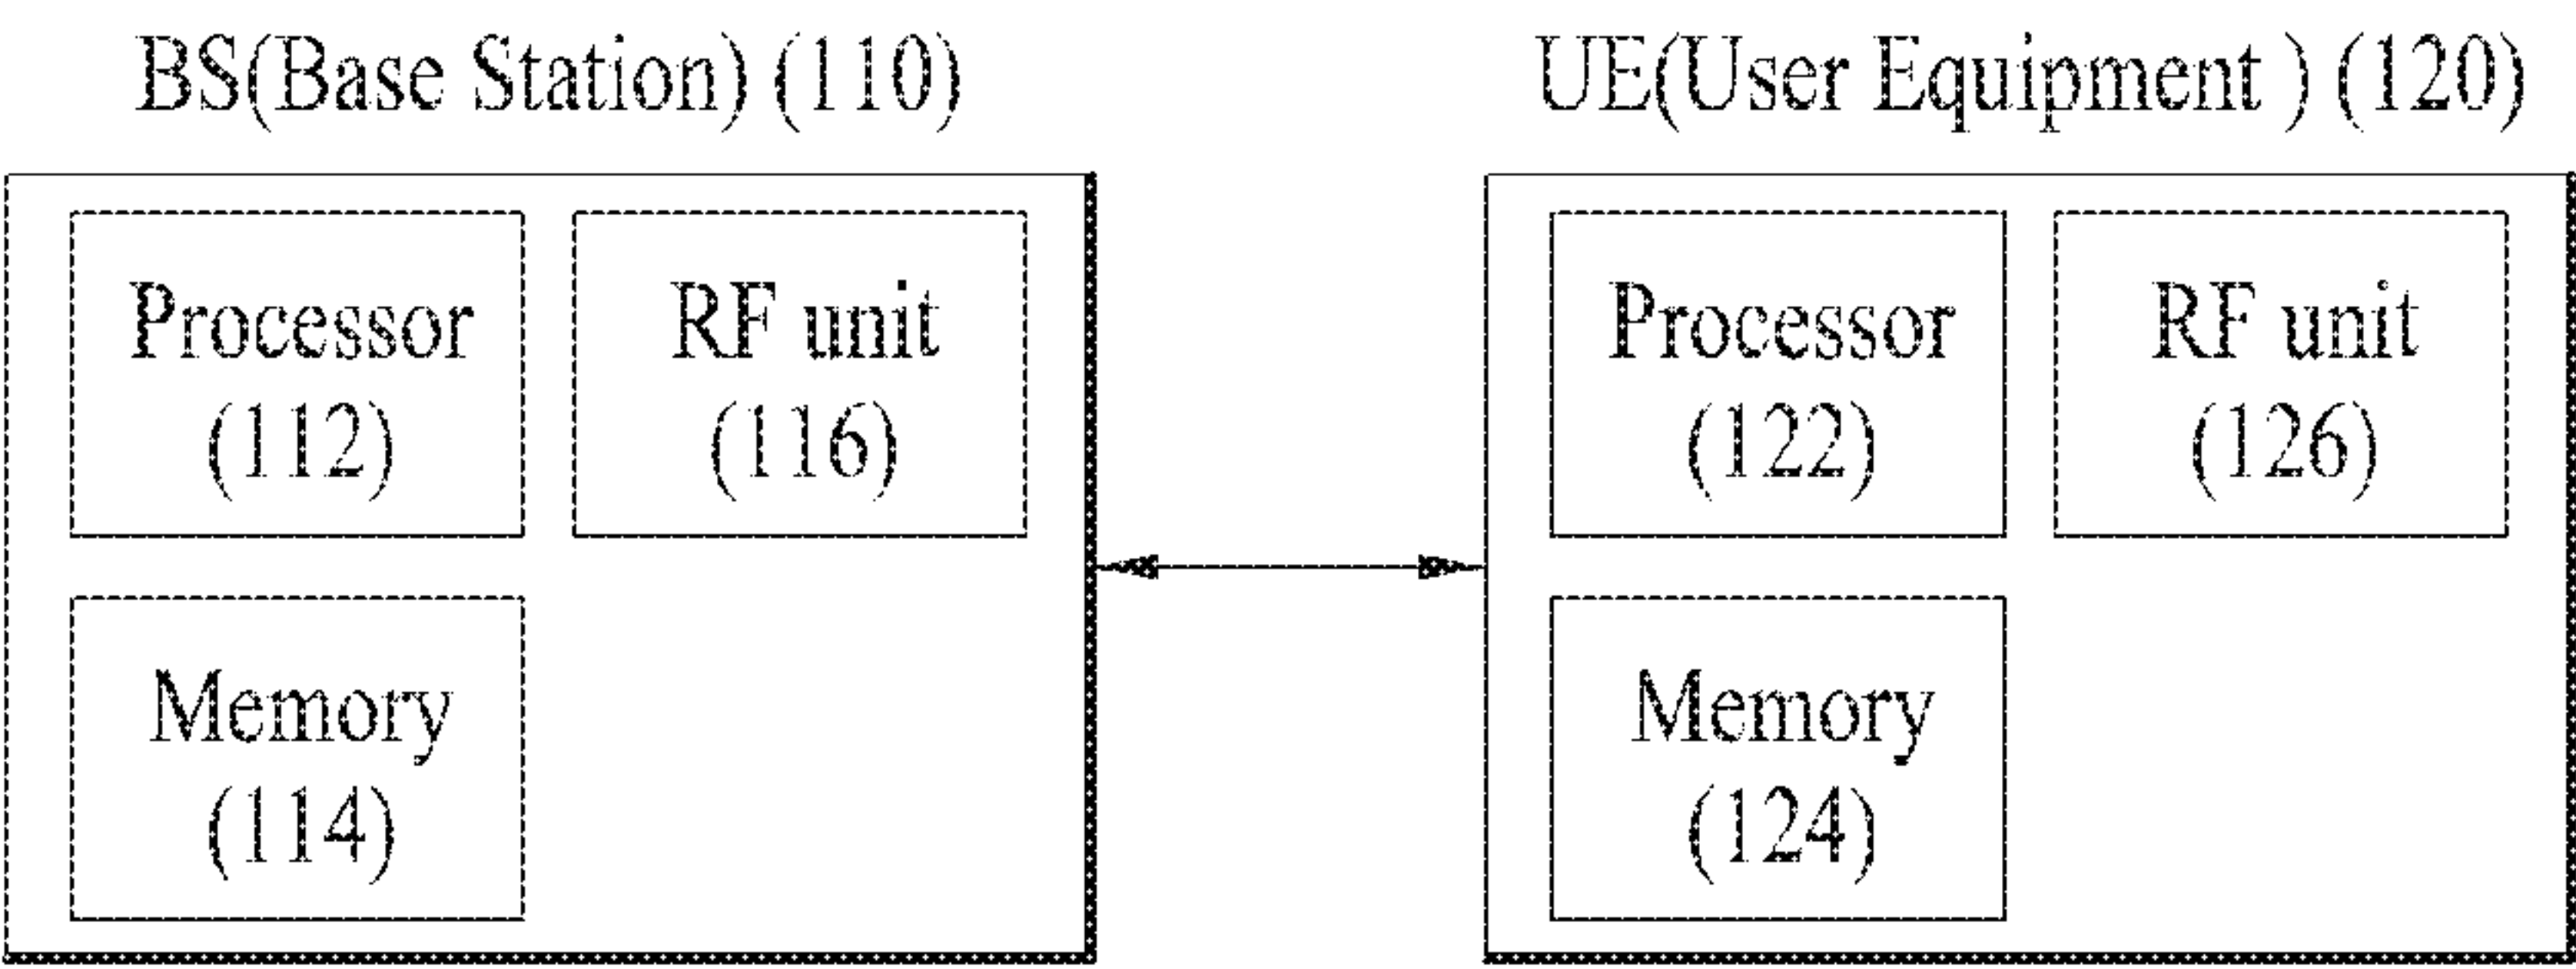 BS(Base Station) (110)
Processor
(112)
RF unit
(116)
Memory
(114)
UE(User Equipment ) (120)
Processor
(122)
RF unit
(126)
Memory
(124)